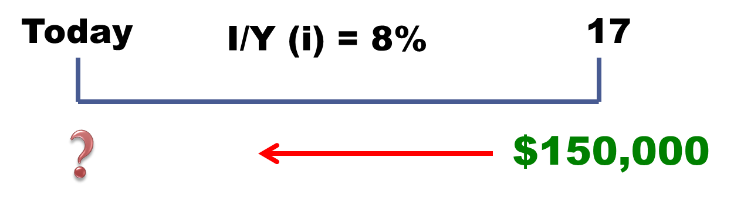 Today I/Y (i) = 8% 17
? $150,000